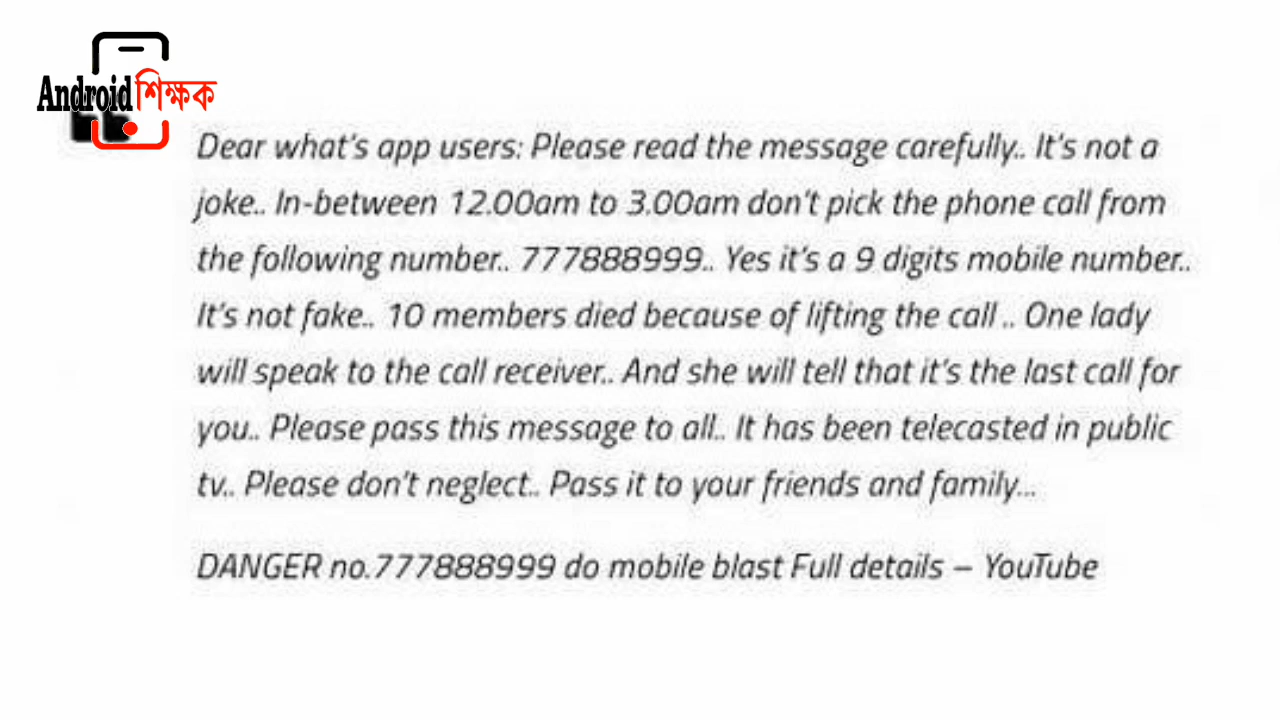 Android শিক্ষক
Dear what's app users: Please read the message carefully.. It's not a
joke.. In-between 12.00am to 3.00am don't pick the phone call from
the following number.. 777888999.. Yes it's a 9 digits mobile number..
It's not fake.. 10 members died because of lifting the call .. One lady
will speak to the call receiver.. And she will tell that it's the last call for
you.. Please pass this message to all.. It has been telecasted in public
tv.. Please don't neglect.. Pass it to your friends and family...
DANGER no.777888999 do mobile blast Full details – YouTube